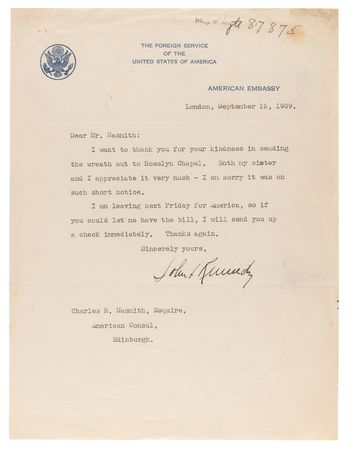 87875
THE FOREIGN SERVICE
OF THE
UNITED STATES OF AMERICA
AMERICAN EMBASSY
London, September 15, 1939.
Dear Mr. Nasmith:
I want to thank you for your kindness in sending
the wreath out to Rosslyn Chapel. Both my sister
and I appreciate it very much - I am sorry it was on
such short notice.
I am leaving next Friday for America, so if
you could let me have the bill, I will send you up
a check immediately. Thanks again.
Sincerely yours,
John Kennedy
Charles R. Nasmith, Esquire,
American Consul,
Edinburgh.